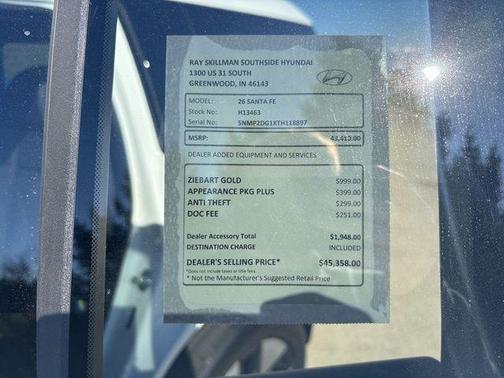 RAY SKILLMAN SOUTHSIDE HYUNDAI
1300 US 31 SOUTH
GREENWOOD, IN 46143
MODEL: 26 SANTA FE
Stock No: H13463
Serial No: 5NMP2DG1XTH118897
MSRP: 43,410.00
DEALER ADDED EQUIPMENT AND SERVICES
ZIEBART GOLD $999.00
APPEARANCE PKG PLUS $399.00
ANTI THEFT $299.00
DOC FEE $251.00
Dealer Accessory Total $1,948.00
DESTINATION CHARGE INCLUDED
DEALER'S SELLING PRICE* $45,358.00
*Does not include taxes or title fees.
* Not the Manufacturer's Suggested Retail Price